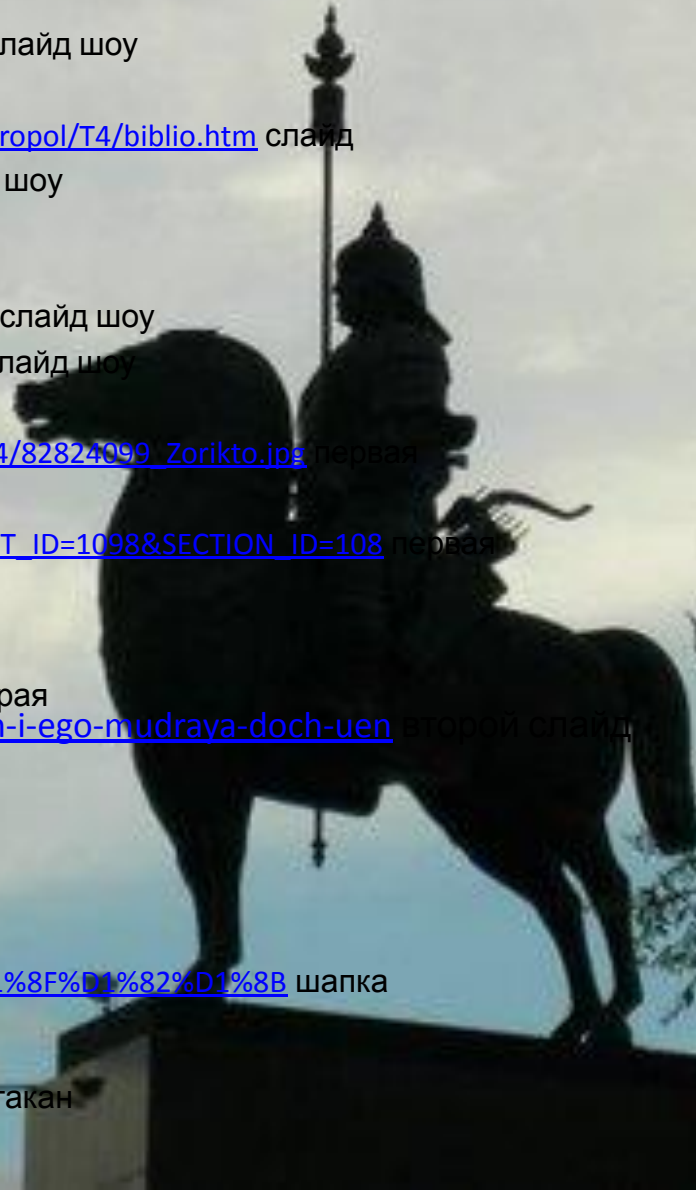 лайд шоу
ropol/T4/biblio.htm слайд
шоу
слайд шоу
лайд шоу
4/82824099_Zorikto.jpg первая
T_ID=1098&SECTION_ID=108 первая
рая
n-i-ego-mudraya-doch-uen второй слайд
1%8F%D1%82%D1%8B шапка
такан